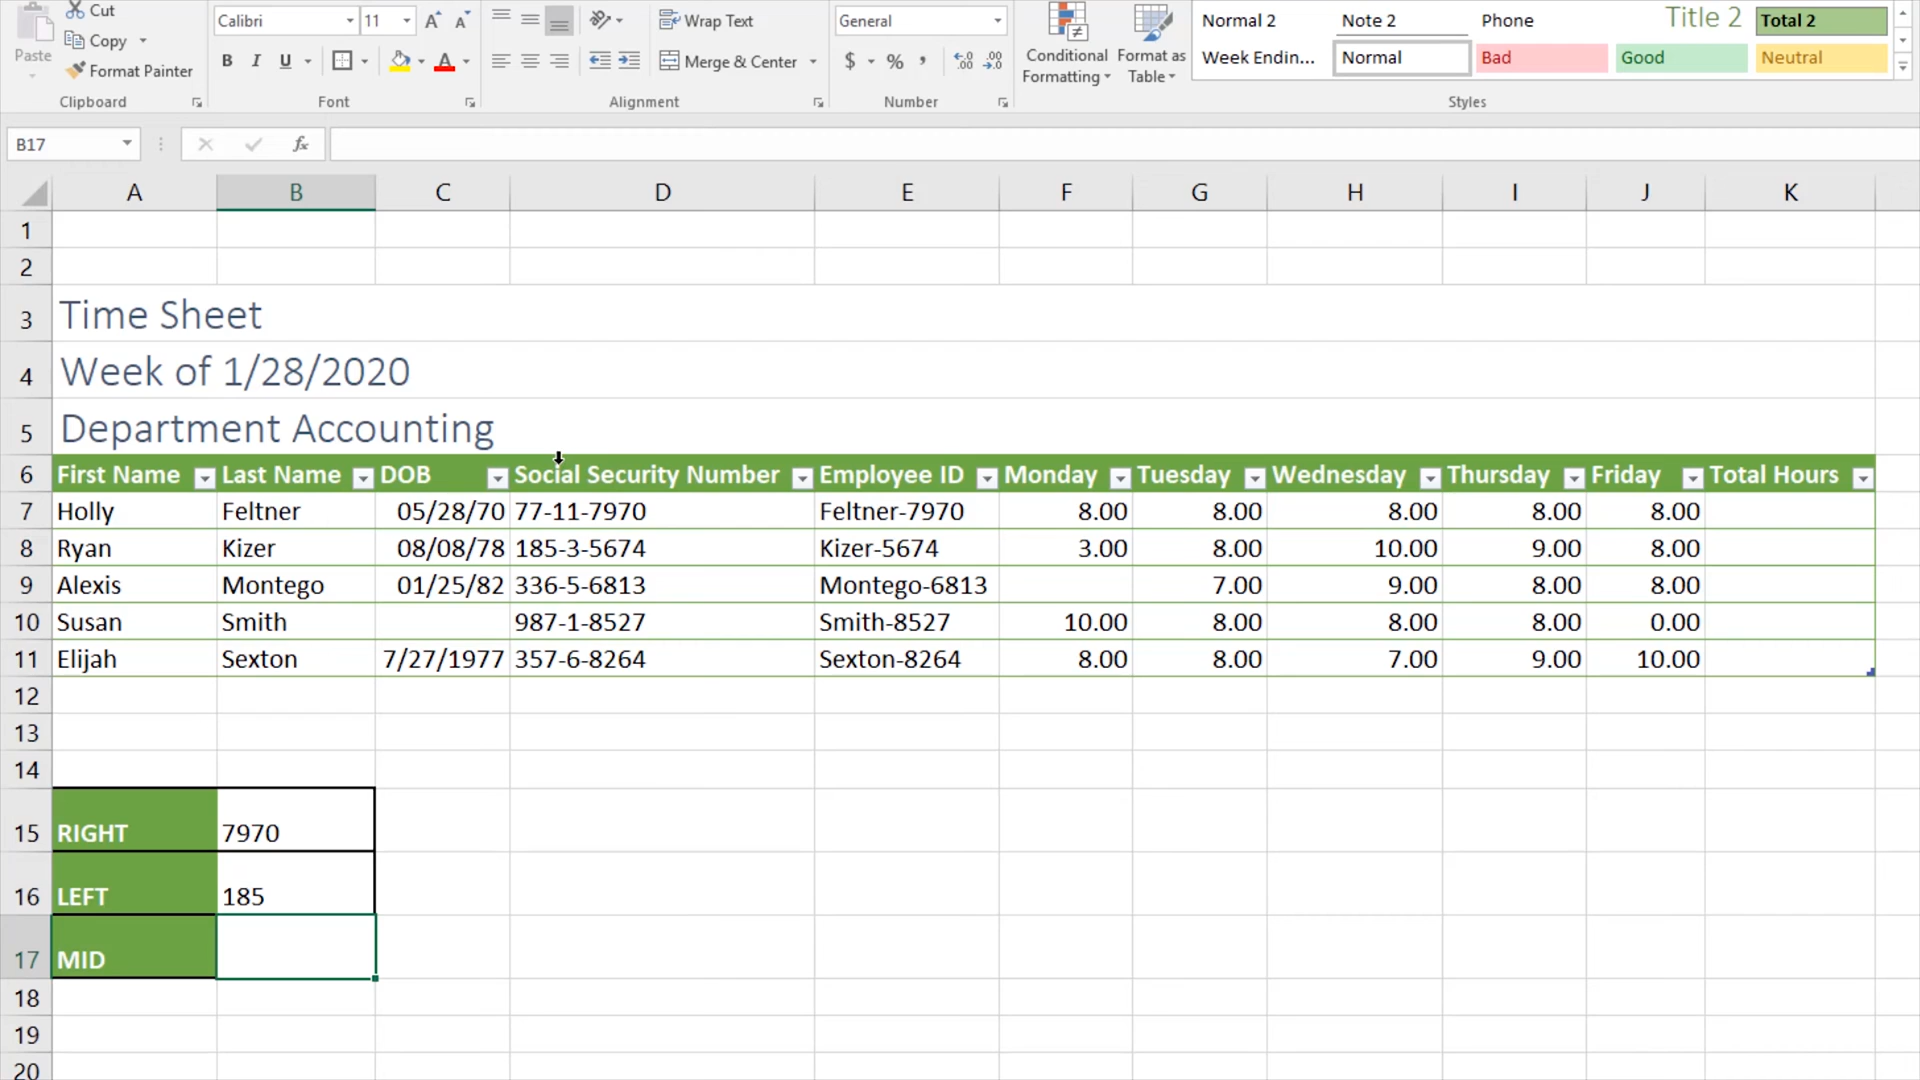 Cut
Copy
Paste
Format Painter
Clipboard
Calibri 11 A A
B I U A
Font
Wrap Text
Merge & Center
Alignment
General
$ % , .00 .00
Number
Conditional Formatting
Format as Table
Normal 2 Note 2 Phone Title 2 Total 2
Week Endin... Normal Bad Good Neutral
Styles
B17 fx
A B C D E F G H I J K
1
2
3 Time Sheet
4 Week of 1/28/2020
5 Department Accounting
6 First Name Last Name DOB Social Security Number Employee ID Monday Tuesday Wednesday Thursday Friday Total Hours
7 Holly Feltner 05/28/70 77-11-7970 Feltner-7970 8.00 8.00 8.00 8.00 8.00
8 Ryan Kizer 08/08/78 185-3-5674 Kizer-5674 3.00 8.00 10.00 9.00 8.00
9 Alexis Montego 01/25/82 336-5-6813 Montego-6813 7.00 9.00 8.00 8.00
10 Susan Smith 987-1-8527 Smith-8527 10.00 8.00 8.00 8.00 0.00
11 Elijah Sexton 7/27/1977 357-6-8264 Sexton-8264 8.00 8.00 7.00 9.00 10.00
12
13
14
15 RIGHT 7970
16 LEFT 185
17 MID
18
19
20